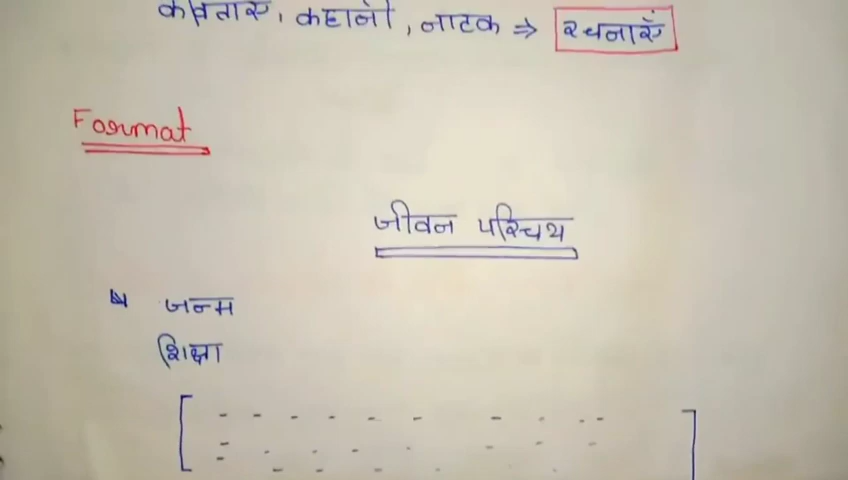 कविताएँ, कहानी, नाटक ⇒ रचनाएँ
Format
जीवन परिचय
जन्म
शिक्षा